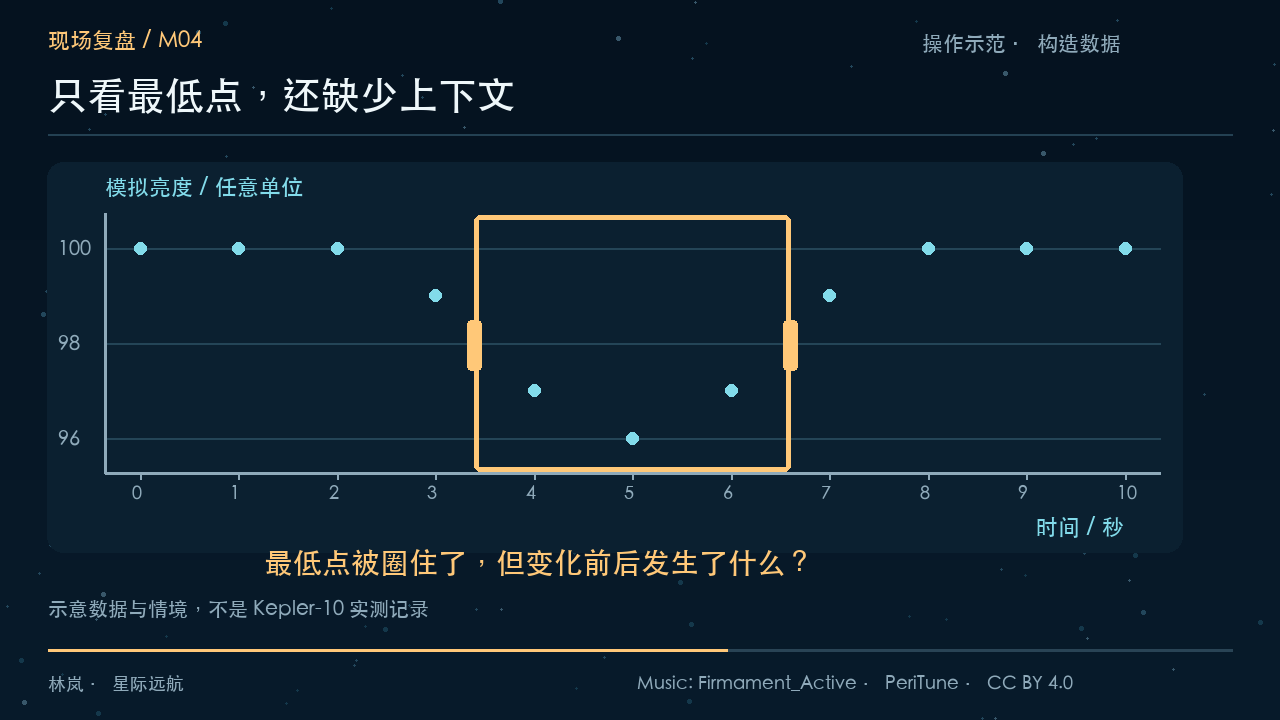 现场复盘 / M04
操作示范 · 构造数据
只看最低点，还缺少上下文
模拟亮度 / 任意单位
100
98
96
0 1 2 3 4 5 6 7 8 9 10
时间 / 秒
最低点被圈住了，但变化前后发生了什么？
示意数据与情境，不是 Kepler-10 实测记录
林岚 · 星际远航
Music: Firmament_Active · PeriTune · CC BY 4.0